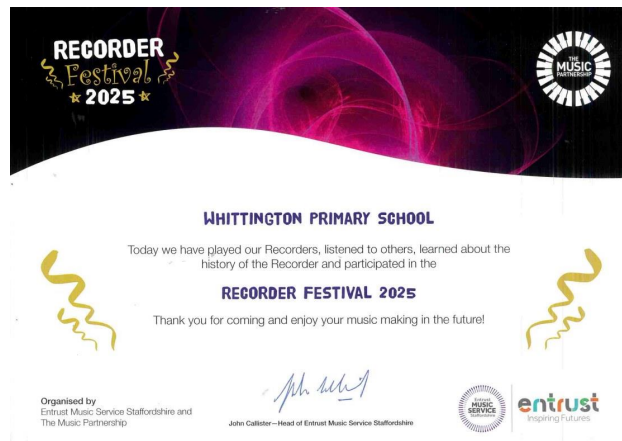 RECORDER
Festival
2025
THE
MUSIC
PARTNERSHIP
WHITTINGTON PRIMARY SCHOOL
Today we have played our Recorders, listened to others, learned about the
history of the Recorder and participated in the
RECORDER FESTIVAL 2025
Thank you for coming and enjoy your music making in the future!
Organised by
Entrust Music Service Staffordshire and
The Music Partnership
John Callister—Head of Entrust Music Service Staffordshire
Entrust
MUSIC
SERVICE
Staffordshire
entrust
Inspiring Futures